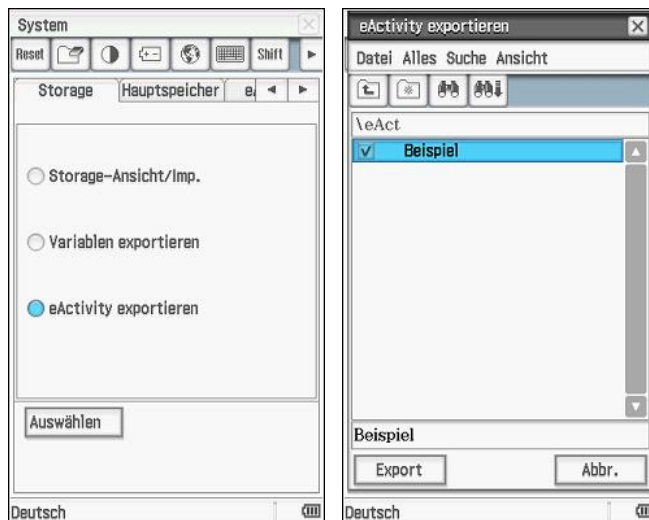 System
Reset Shift
Storage Hauptspeicher e
Storage-Ansicht/Imp.
Variablen exportieren
eActivity exportieren
Auswählen
Deutsch
eActivity exportieren
Datei Alles Suche Ansicht
\eAct
Beispiel
Beispiel
Export Abbr.
Deutsch